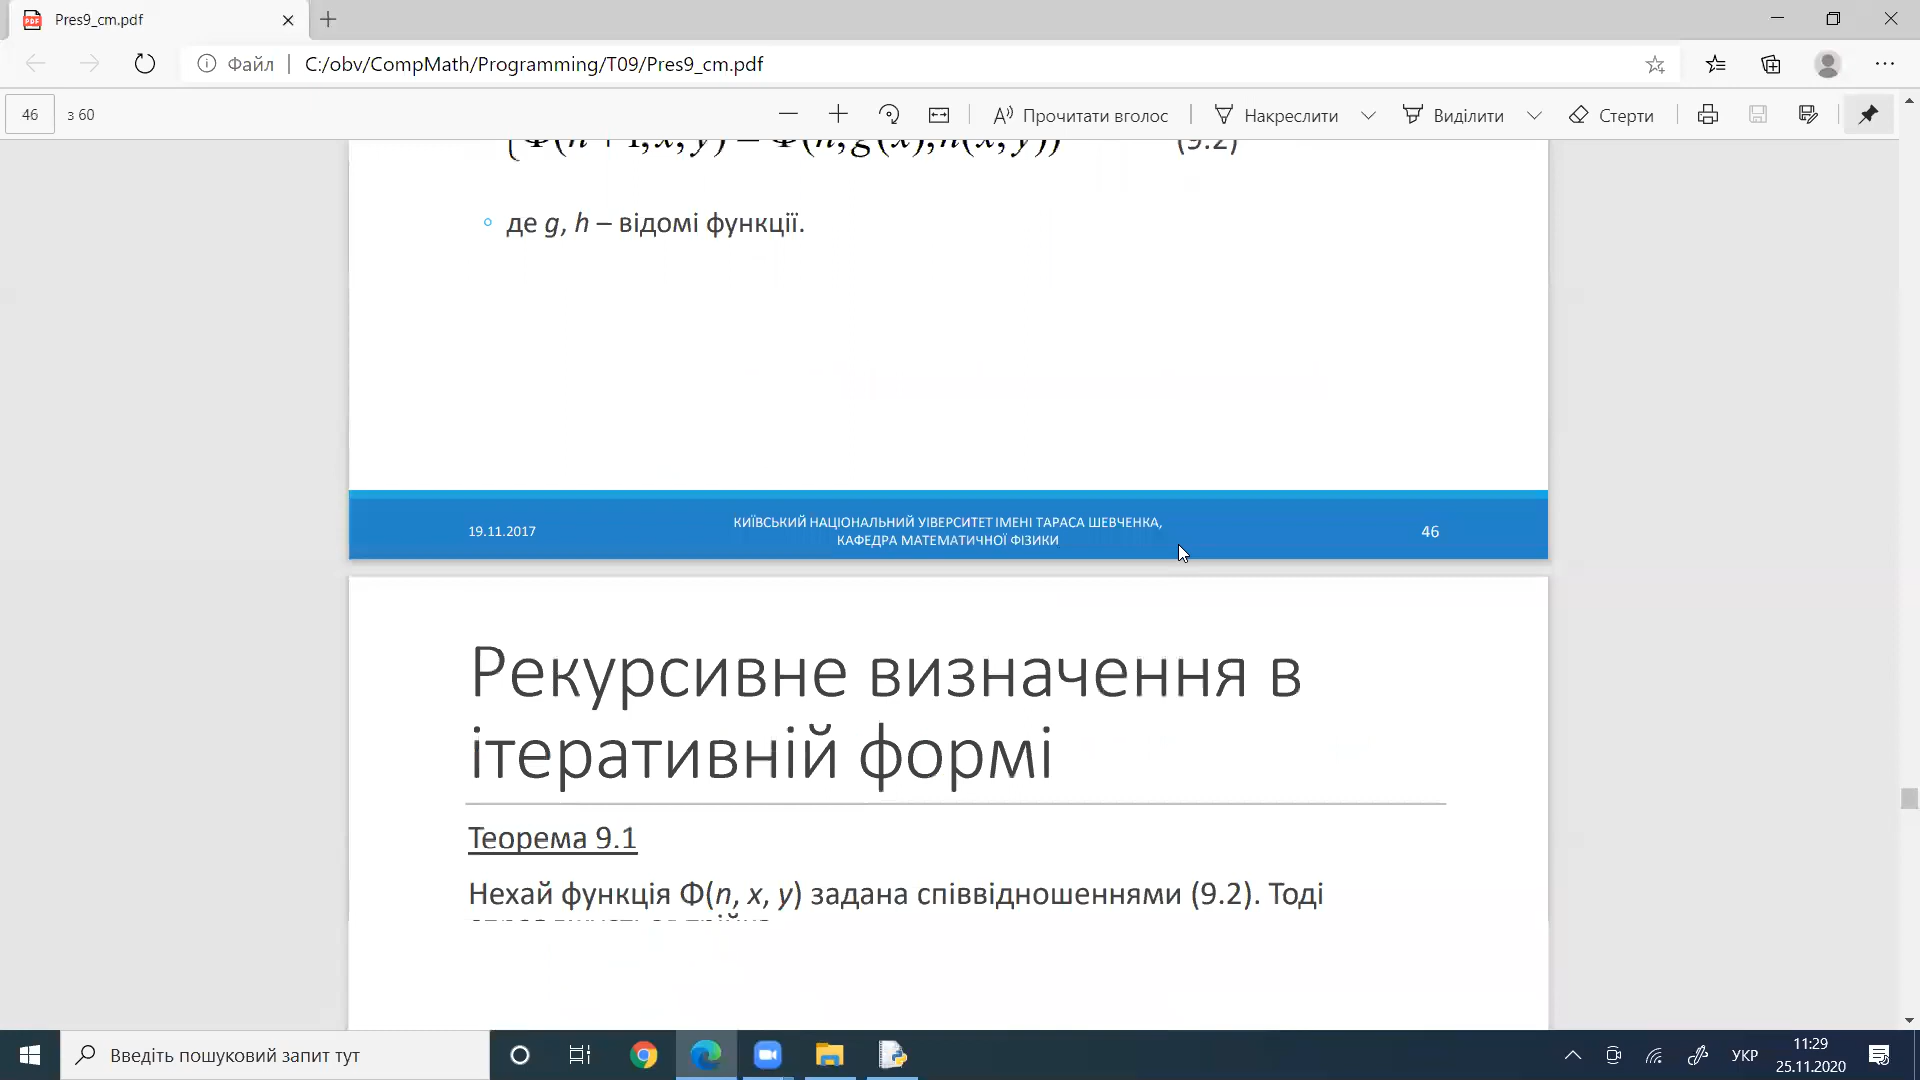 Pres9_cm.pdf
Файл
C:/obv/CompMath/Programming/T09/Pres9_cm.pdf
46
з 60
Прочитати вголос
Накреслити
Виділити
Стерти
(9.2)
де g, h – відомі функції.
19.11.2017
КИЇВСЬКИЙ НАЦІОНАЛЬНИЙ УІВЕРСИТЕТ ІМЕНІ ТАРАСА ШЕВЧЕНКА,
КАФЕДРА МАТЕМАТИЧНОЇ ФІЗИКИ
46
Рекурсивне визначення в
ітеративній формі
Теорема 9.1
Нехай функція Ф(n, x, y) задана співвідношеннями (9.2). Тоді
Введіть пошуковий запит тут
УКР
11:29
25.11.2020